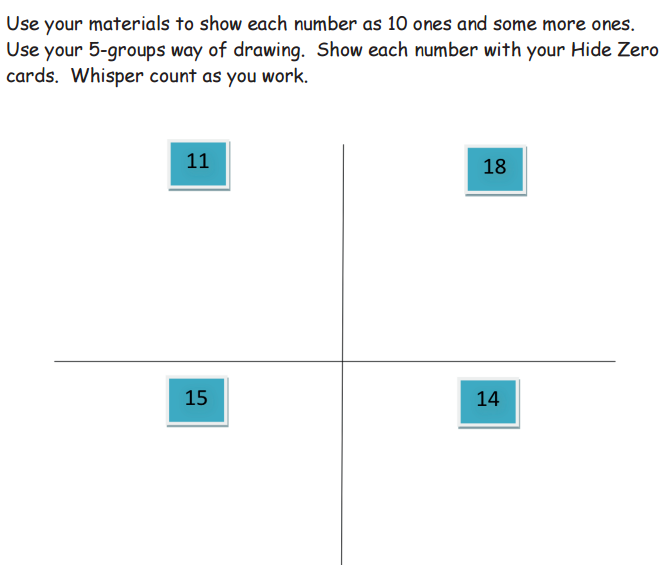 Use your materials to show each number as 10 ones and some more ones.
Use your 5-groups way of drawing. Show each number with your Hide Zero
cards. Whisper count as you work.
11
18
15
14